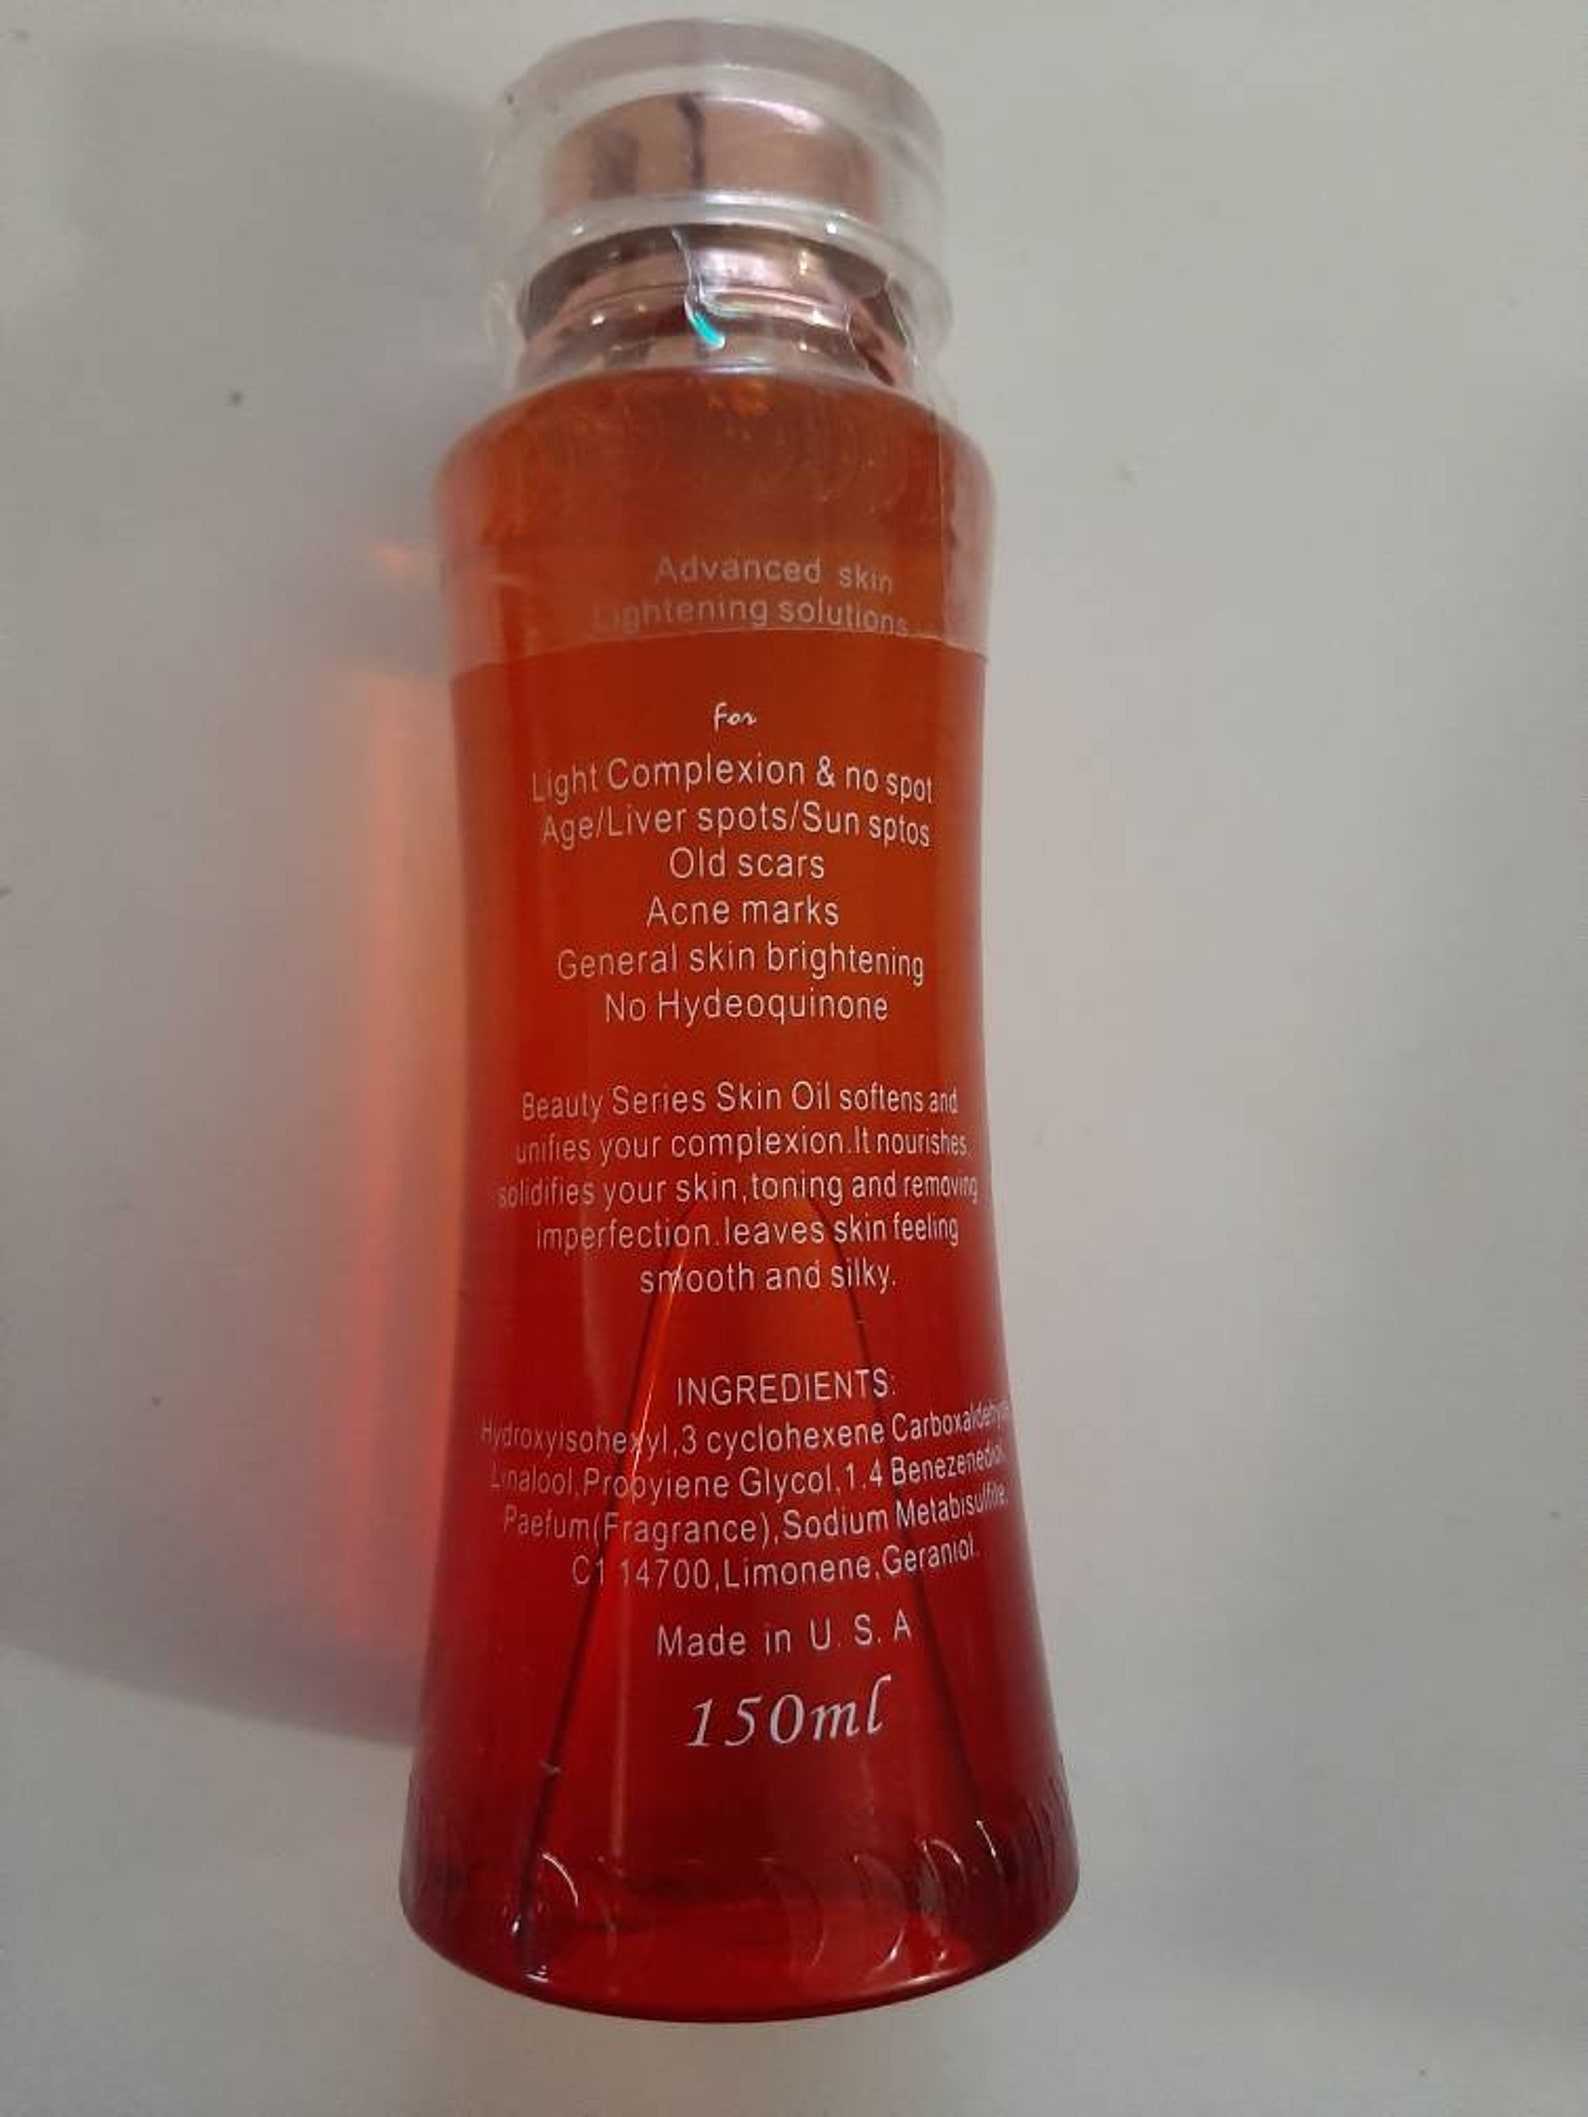 Advanced skin
Lightening solutions
for
Light Complexion & no spot
Age/Liver spots/Sun sptos
Old scars
Acne marks
General skin brightening
No Hydeoquinone
Beauty Series Skin Oil softens and
unifies your complexion.It nourishes,
solidifies your skin,toning and removing
imperfection.leaves skin feeling
smooth and silky.
INGREDIENTS:
Hydroxyisohexyl,3 cyclohexene
Linalool,Propyiene Glycol,1.4 Benezenediol,
Paefum(Fragrance),Sodium Metabisulfite,
C1 14700,Limonene,Geraniol.
Made in U. S. A
150ml